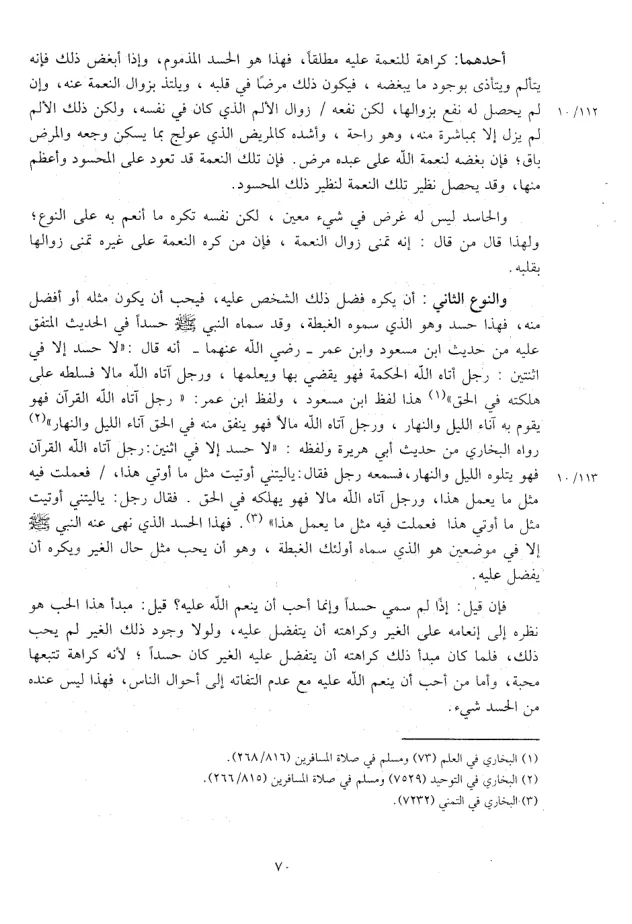 أحدهما: كراهة للنعمة عليه مطلقاً، فهذا هو الحسد المذموم، وإذا أبغض ذلك فإنه
يتألم ويتأذى بوجود ما يبغضه ، فيكون ذلك مرضًا في قلبه ، ويلتذ بزوال النعمة عنه، وإن
لم يحصل له نفع بزوالها، لكن نفعه / زوال الألم الذي كان في نفسه، ولكن ذلك الألم ١٠/١١٢
لم يزل إلا بمباشرة منه، وهو راحة ، وأشده كالمريض الذي عولج بما يسكن وجعه والمرض
باق؛ فإن بغضه لنعمة الله على عبده مرض. فإن تلك النعمة قد تعود على المحسود وأعظم
منها، وقد يحصل نظير تلك النعمة لنظير ذلك المحسود.
والحاسد ليس له غرض في شيء معين ، لكن نفسه تكره ما أنعم به على النوع؛
ولهذا قال من قال : إنه تمنى زوال النعمة ، فإن من كره النعمة على غيره تمنى زوالها
بقلبه.
والنوع الثاني : أن يكره فضل ذلك الشخص عليه، فيحب أن يكون مثله أو أفضل
منه، فهذا حسد وهو الذي سموه الغبطة، وقد سماه النبي ﷺ حسداً في الحديث المتفق
عليه من حديث ابن مسعود وابن عمر ـ رضي الله عنهما ـ أنه قال :«لا حسد إلا في
اثنتين : رجل أتاه الله الحكمة فهو يقضي بها ويعلمها ، ورجل آتاه الله مالا فسلطه على
هلكته في الحق»(١) هذا لفظ ابن مسعود ، ولفظ ابن عمر: « رجل آتاه الله القرآن فهو
يقوم به آناء الليل والنهار ، ورجل آتاه الله مالاً فهو ينفق منه في الحق آناء الليل والنهار»(٢)
رواه البخاري من حديث أبي هريرة ولفظه : «لا حسد إلا في اثنين:رجل آتاه الله القرآن
فهو يتلوه الليل والنهار،فسمعه رجل فقال:ياليتني أوتيت مثل ما أوتي هذا، / فعملت فيه ١٠/١١٣
مثل ما يعمل هذا، ورجل آتاه الله مالا فهو يهلكه في الحق . فقال رجل: ياليتني أوتيت
مثل ما أوتي هذا فعملت فيه مثل ما يعمل هذا» (٣). فهذا الحسد الذي نهى عنه النبي ﷺ
إلا في موضعين هو الذي سماه أولئك الغبطة ، وهو أن يحب مثل حال الغير ويكره أن
يفضل عليه.
فإن قيل: إذًا لم سمي حسداً وإنما أحب أن ينعم الله عليه؟ قيل: مبدأ هذا الحب هو
نظره إلى إنعامه على الغير وكراهته أن يتفضل عليه، ولولا وجود ذلك الغير لم يحب
ذلك، فلما كان مبدأ ذلك كراهته أن يتفضل عليه الغير كان حسداً ؛ لأنه كراهة تتبعها
محبة، وأما من أحب أن ينعم الله عليه مع عدم التفاته إلى أحوال الناس، فهذا ليس عنده
من الحسد شيء.
(١) البخاري في العلم (٧٣) ومسلم في صلاة المسافرين (٢٦٨/٨١٦).
(٢) البخاري في التوحيد (٧٥٢٩) ومسلم في صلاة المسافرين (٢٦٦/٨١٥).
(٣) البخاري في التمني (٧٢٣٢).
٧٠